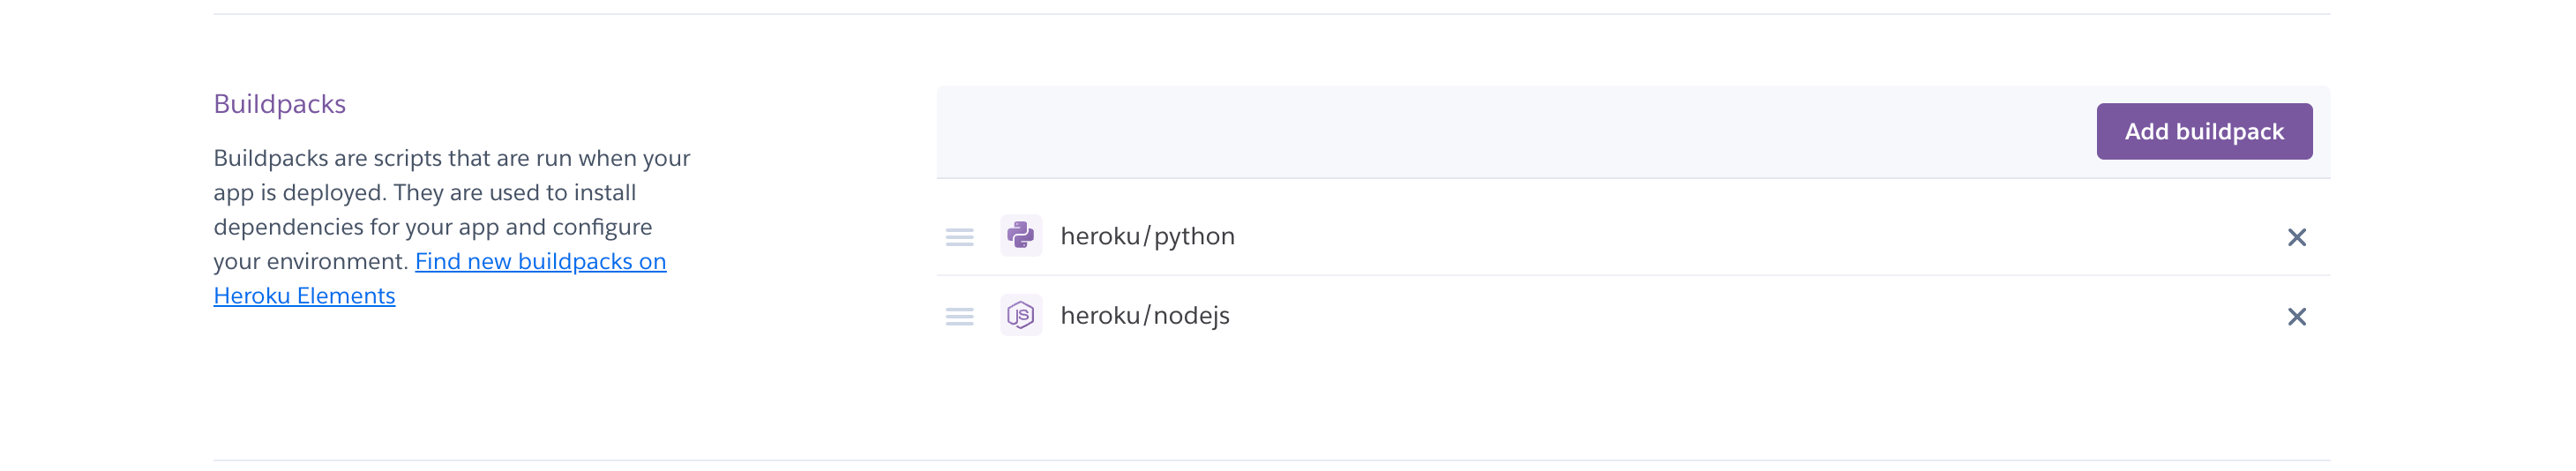 Buildpacks
Buildpacks are scripts that are run when your
app is deployed. They are used to install
dependencies for your app and configure
your environment. Find new buildpacks on
Heroku Elements
Add buildpack
heroku/python
JS
heroku/nodejs